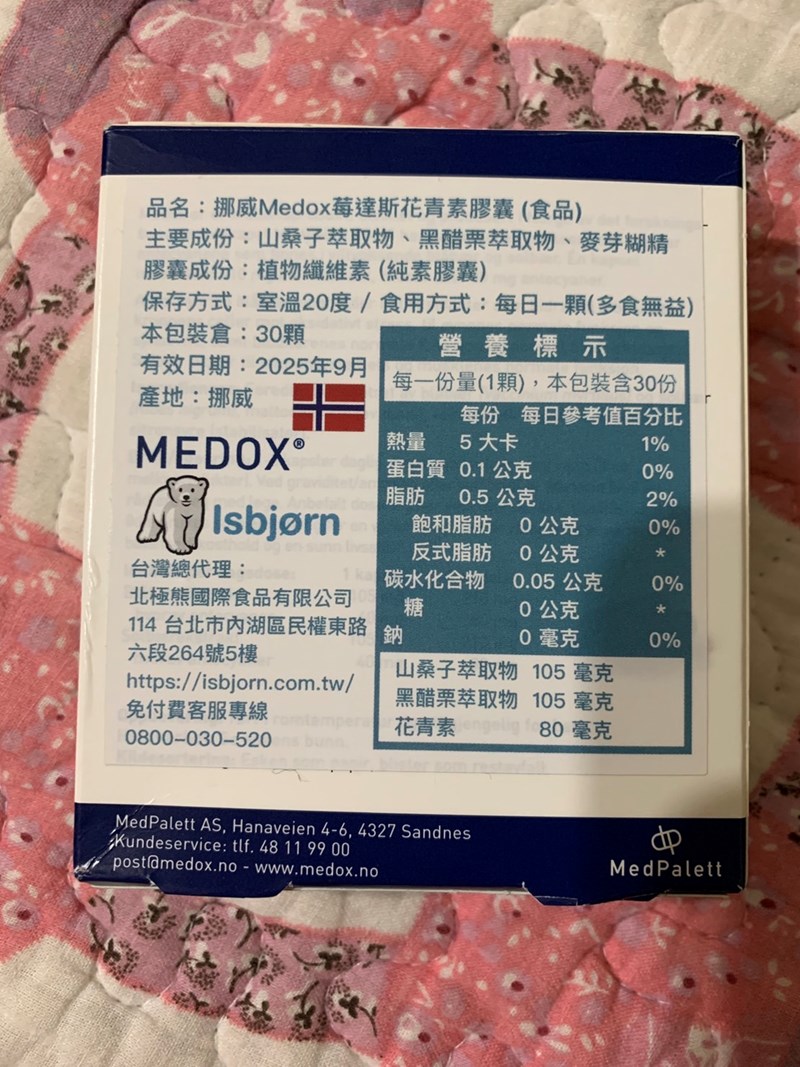 品名：挪威Medox莓達斯花青素膠囊 (食品)
主要成份：山桑子萃取物、黑醋栗萃取物、麥芽糊精
膠囊成份：植物纖維素 (純素膠囊)
保存方式：室溫20度 / 食用方式：每日一顆(多食無益)
本包裝倉：30顆
有效日期：2025年9月
產地：挪威
MEDOX®
Isbjørn
台灣總代理：
北極熊國際食品有限公司
114 台北市內湖區民權東路
六段264號5樓
https://isbjorn.com.tw/
免付費客服專線
0800-030-520
營養標示
每一份量(1顆)，本包裝含30份
每份 每日參考值百分比
熱量 5 大卡 1%
蛋白質 0.1 公克 0%
脂肪 0.5 公克 2%
飽和脂肪 0 公克 0%
反式脂肪 0 公克 *
碳水化合物 0.05 公克 0%
糖 0 公克 *
鈉 0 毫克 0%
山桑子萃取物 105 毫克
黑醋栗萃取物 105 毫克
花青素 80 毫克
MedPalett AS, Hanaveien 4-6, 4327 Sandnes
Kundeservice: tlf. 48 11 99 00
post@medox.no - www.medox.no
MedPalett